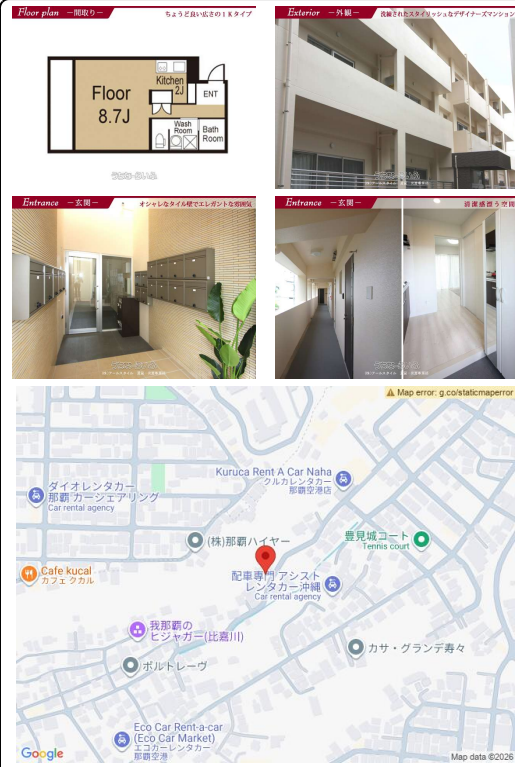 Floor plan －間取り－
ちょうど良い広さの1Kタイプ
Floor
8.7J
Kitchen
2J
ENT
Wash
Room
Bath
Room
Exterior －外観－
洗練されたスタイリッシュなデザイナーズマンション
Entrance －玄関－
オシャレなタイル壁でエレガントな雰囲気
Entrance －玄関－
清潔感漂う空間
Map error: g.co/staticmaperror
Kuruca Rent A Car Naha
クルカレンタカー
那覇空港店
ダイオレンタカー
那覇 カーシェアリング
Car rental agency
(株)那覇ハイヤー
豊見城コート
Tennis court
Cafe kucal
カフェ クカル
配車専門 アシスト
レンタカー沖縄
Car rental agency
我那覇の
ヒジャガー(比嘉川)
カサ・グランデ寿々
ポルトレーヴ
Eco Car Rent-a-car
(Eco Car Market)
エコカーレンタカー
那覇空港
Google
Map data ©2026